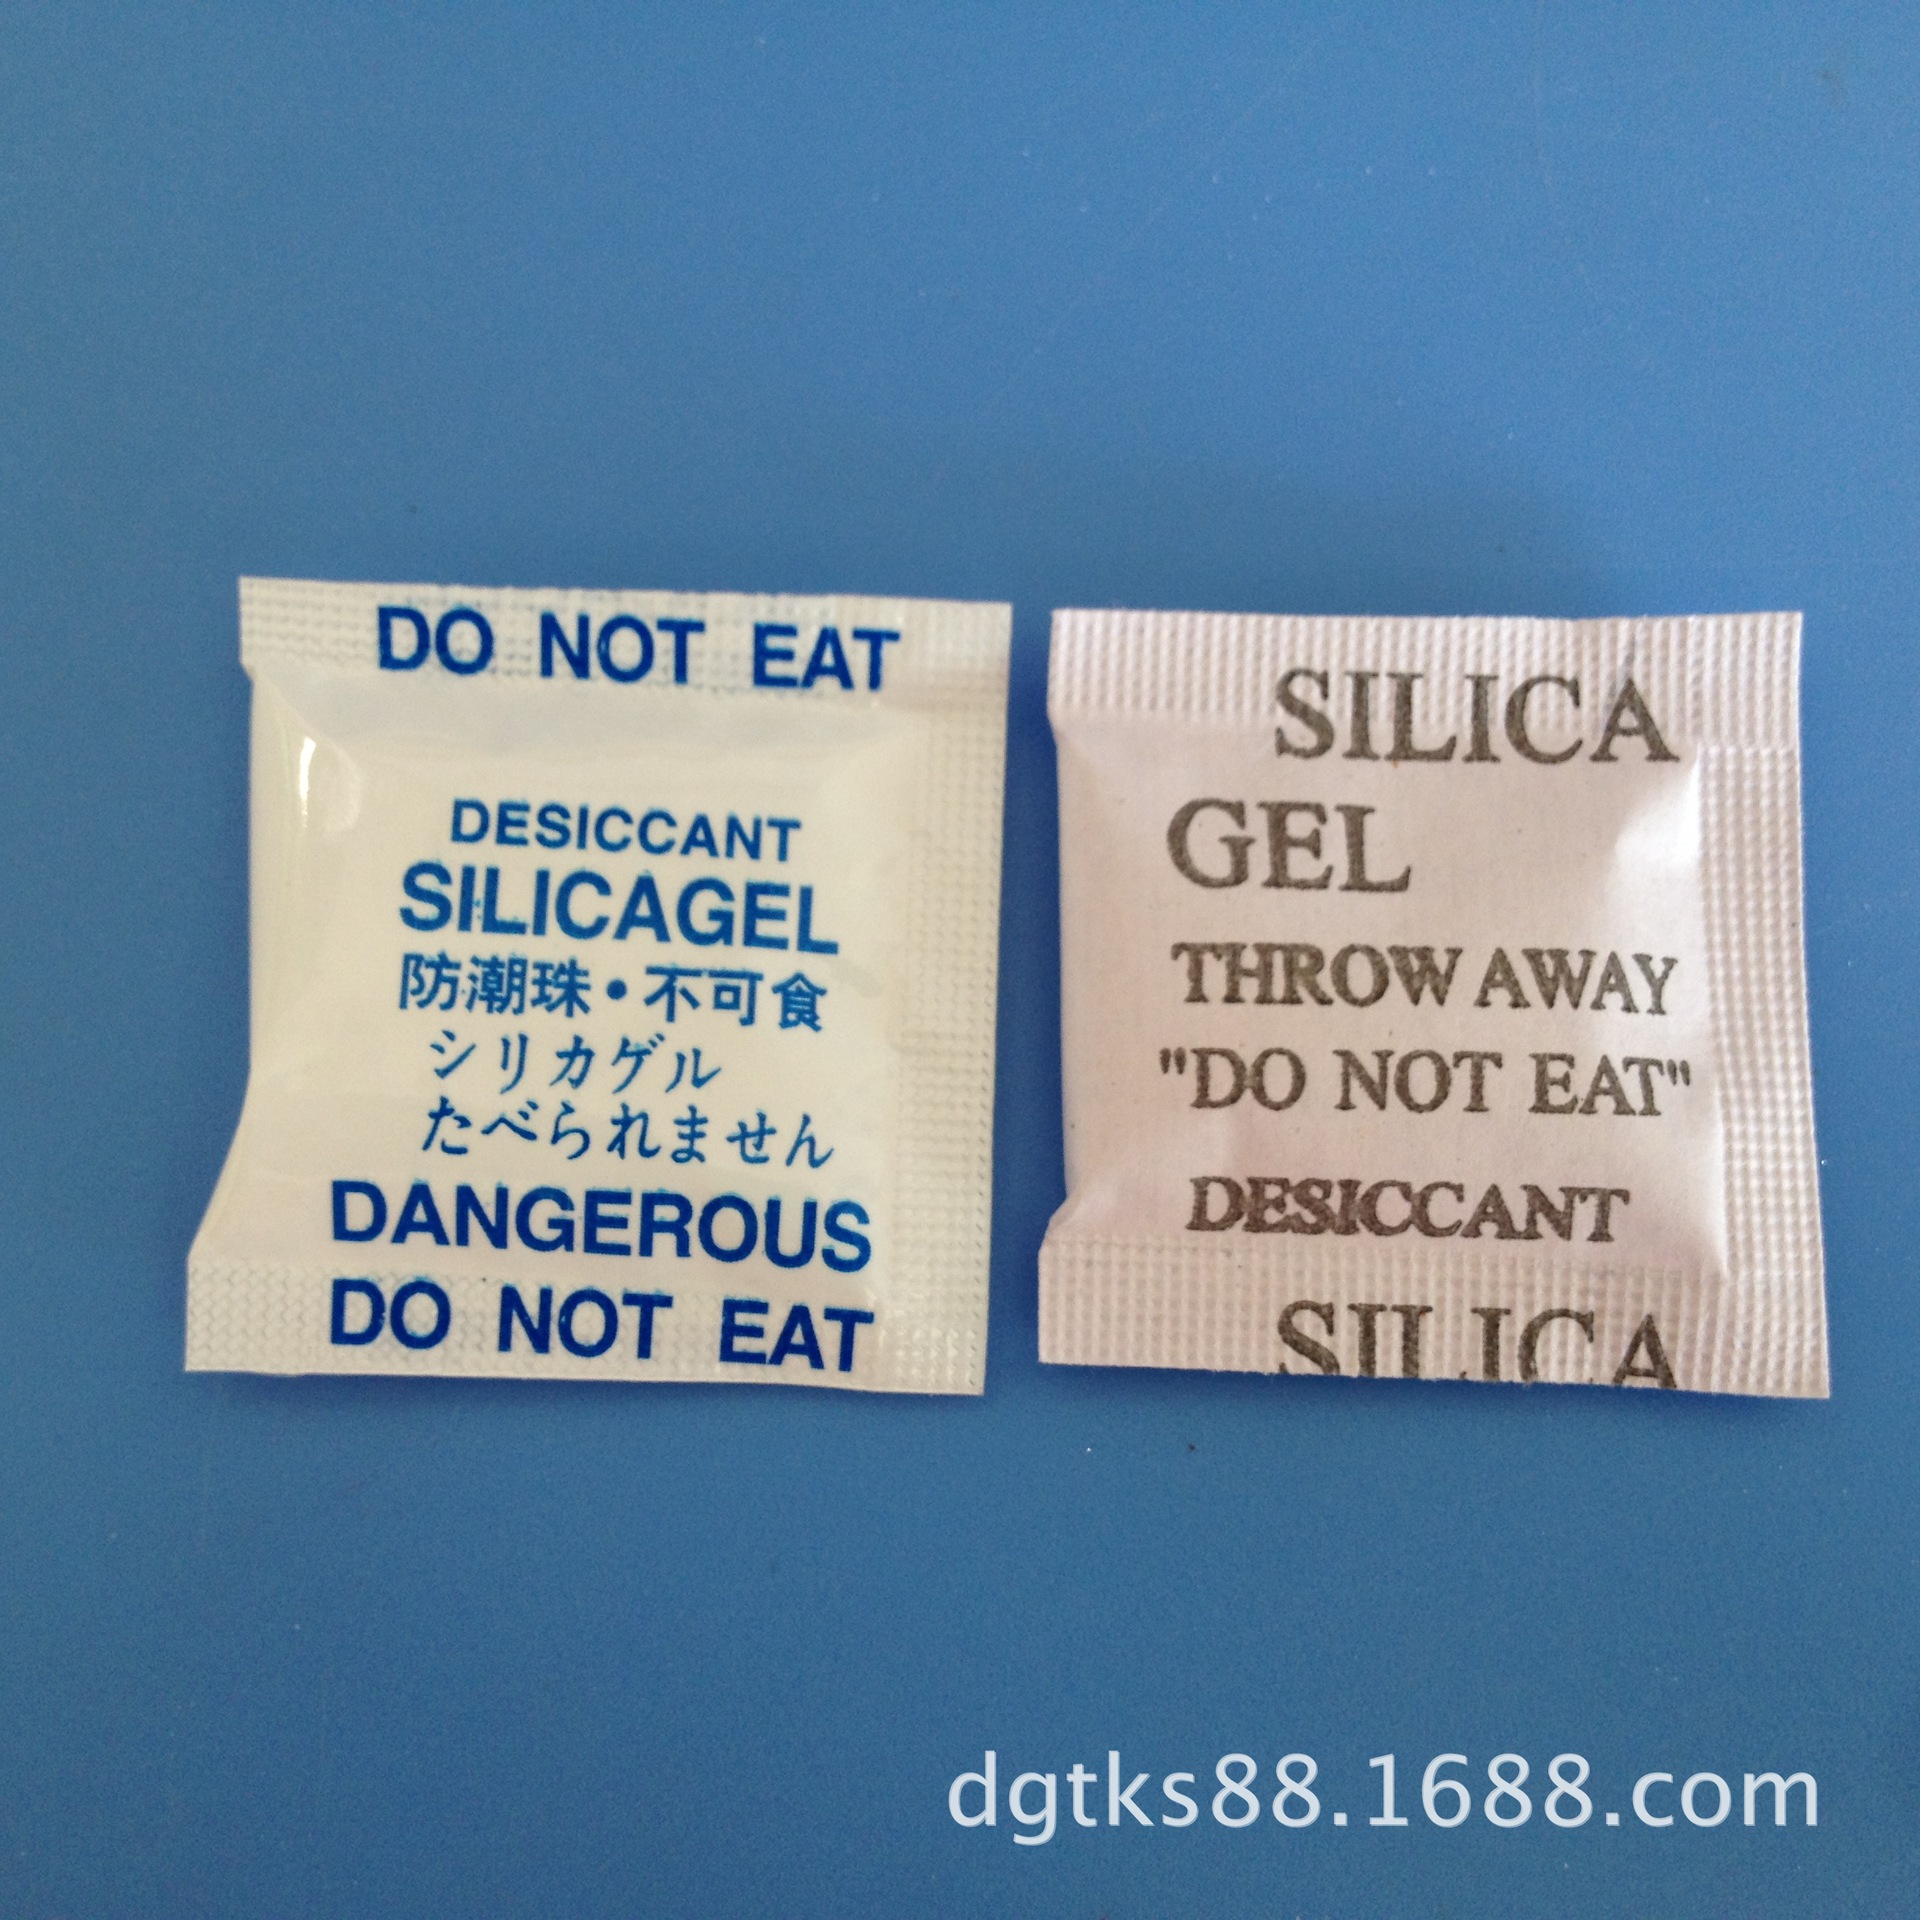 DO NOT EAT
DESICCANT
SILICAGEL
防潮珠・不可食
シリカゲル
たべられません
DANGEROUS
DO NOT EAT
SILICA
GEL
THROW AWAY
"DO NOT EAT"
DESICCANT
SILICA
dgtks88.1688.com